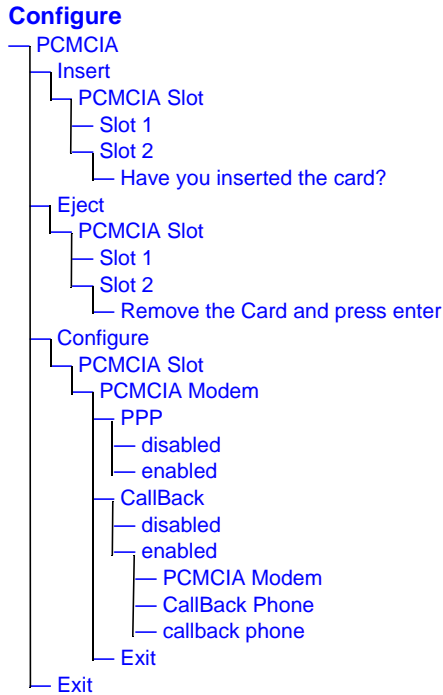 Configure
PCMCIA
Insert
PCMCIA Slot
Slot 1
Slot 2
Have you inserted the card?
Eject
PCMCIA Slot
Slot 1
Slot 2
Remove the Card and press enter
Configure
PCMCIA Slot
PCMCIA Modem
PPP
disabled
enabled
CallBack
disabled
enabled
PCMCIA Modem
CallBack Phone
callback phone
Exit
Exit